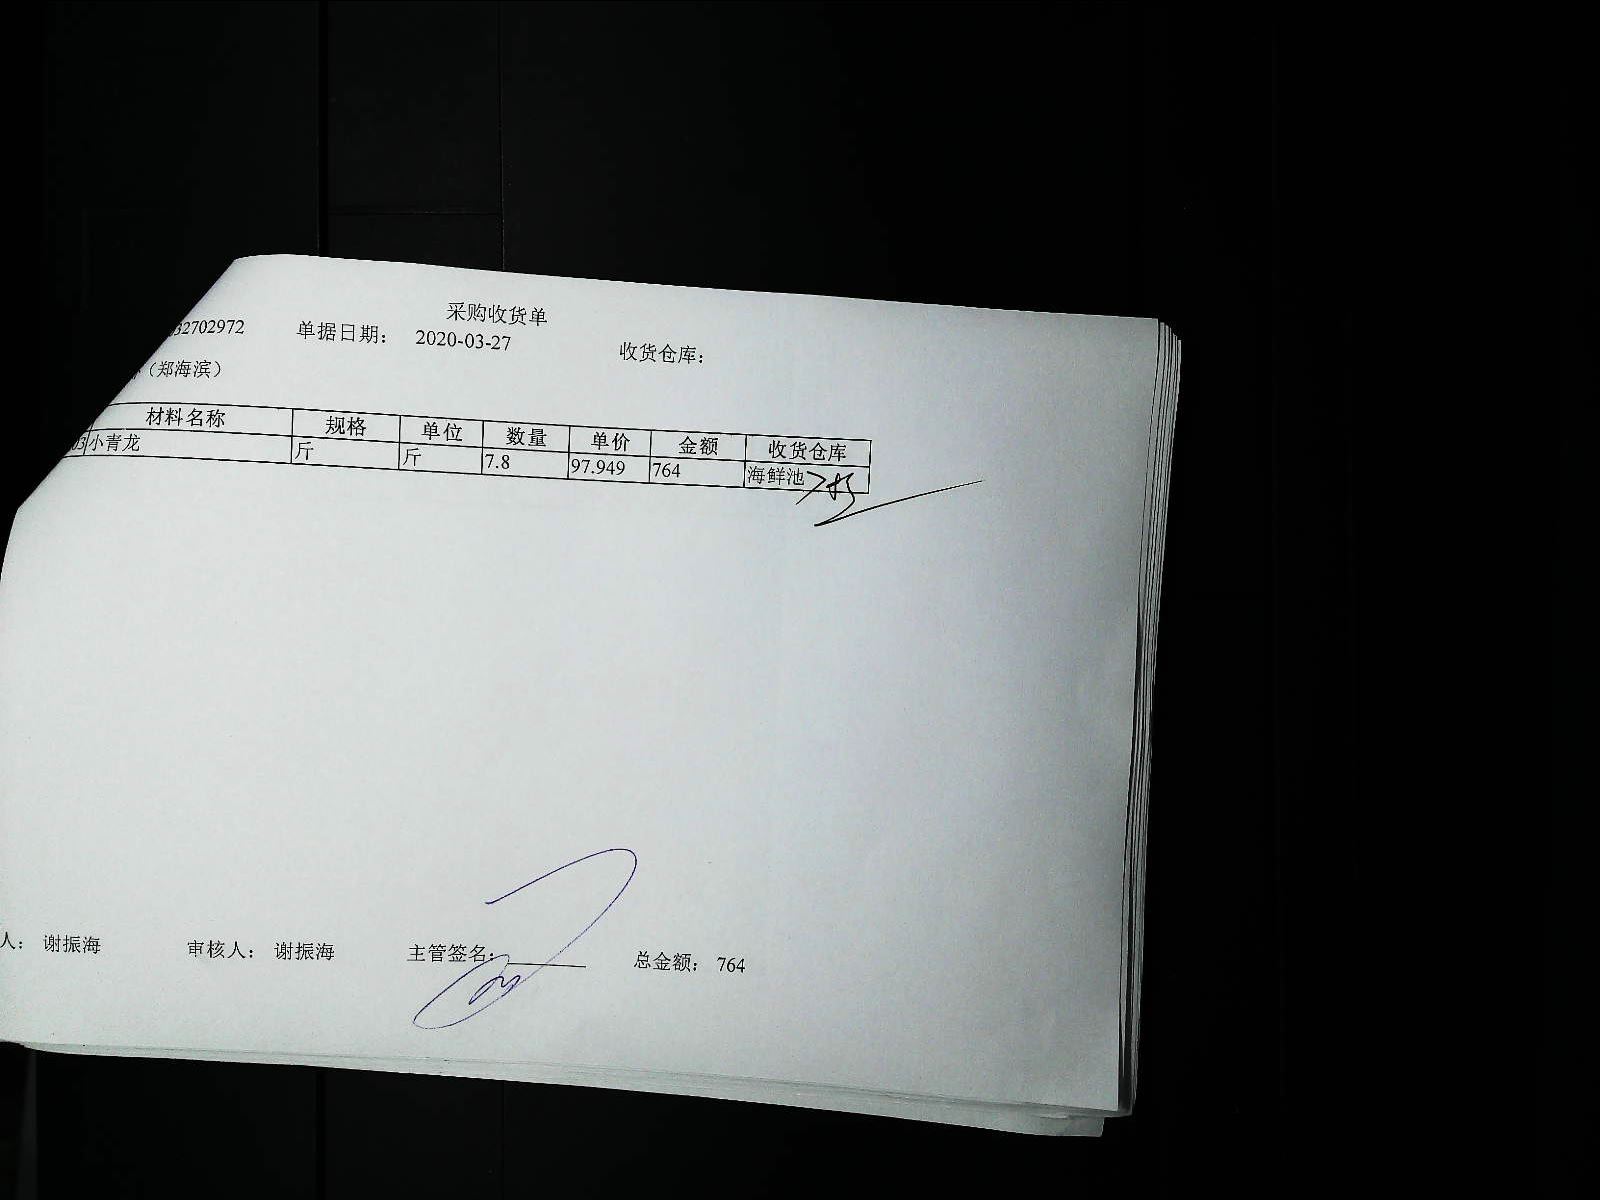 采购收货单
32702972 单据日期： 2020-03-27 收货仓库：
（郑海滨）
材料名称 规格 单位 数量 单价 金额 收货仓库
03 小青龙 斤 斤 7.8 97.949 764 海鲜池
人： 谢振海 审核人： 谢振海 主管签名： 总金额： 764